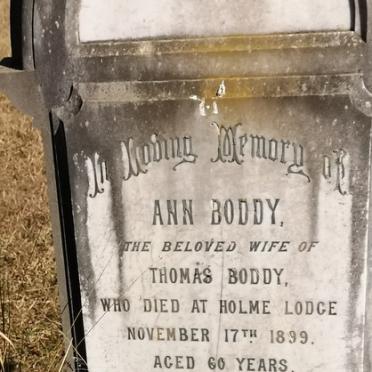 In Loving Memory of
ANN BODDY,
THE BELOVED WIFE OF
THOMAS BODDY,
WHO DIED AT HOLME LODGE
NOVEMBER 17TH 1899.
AGED 60 YEARS.